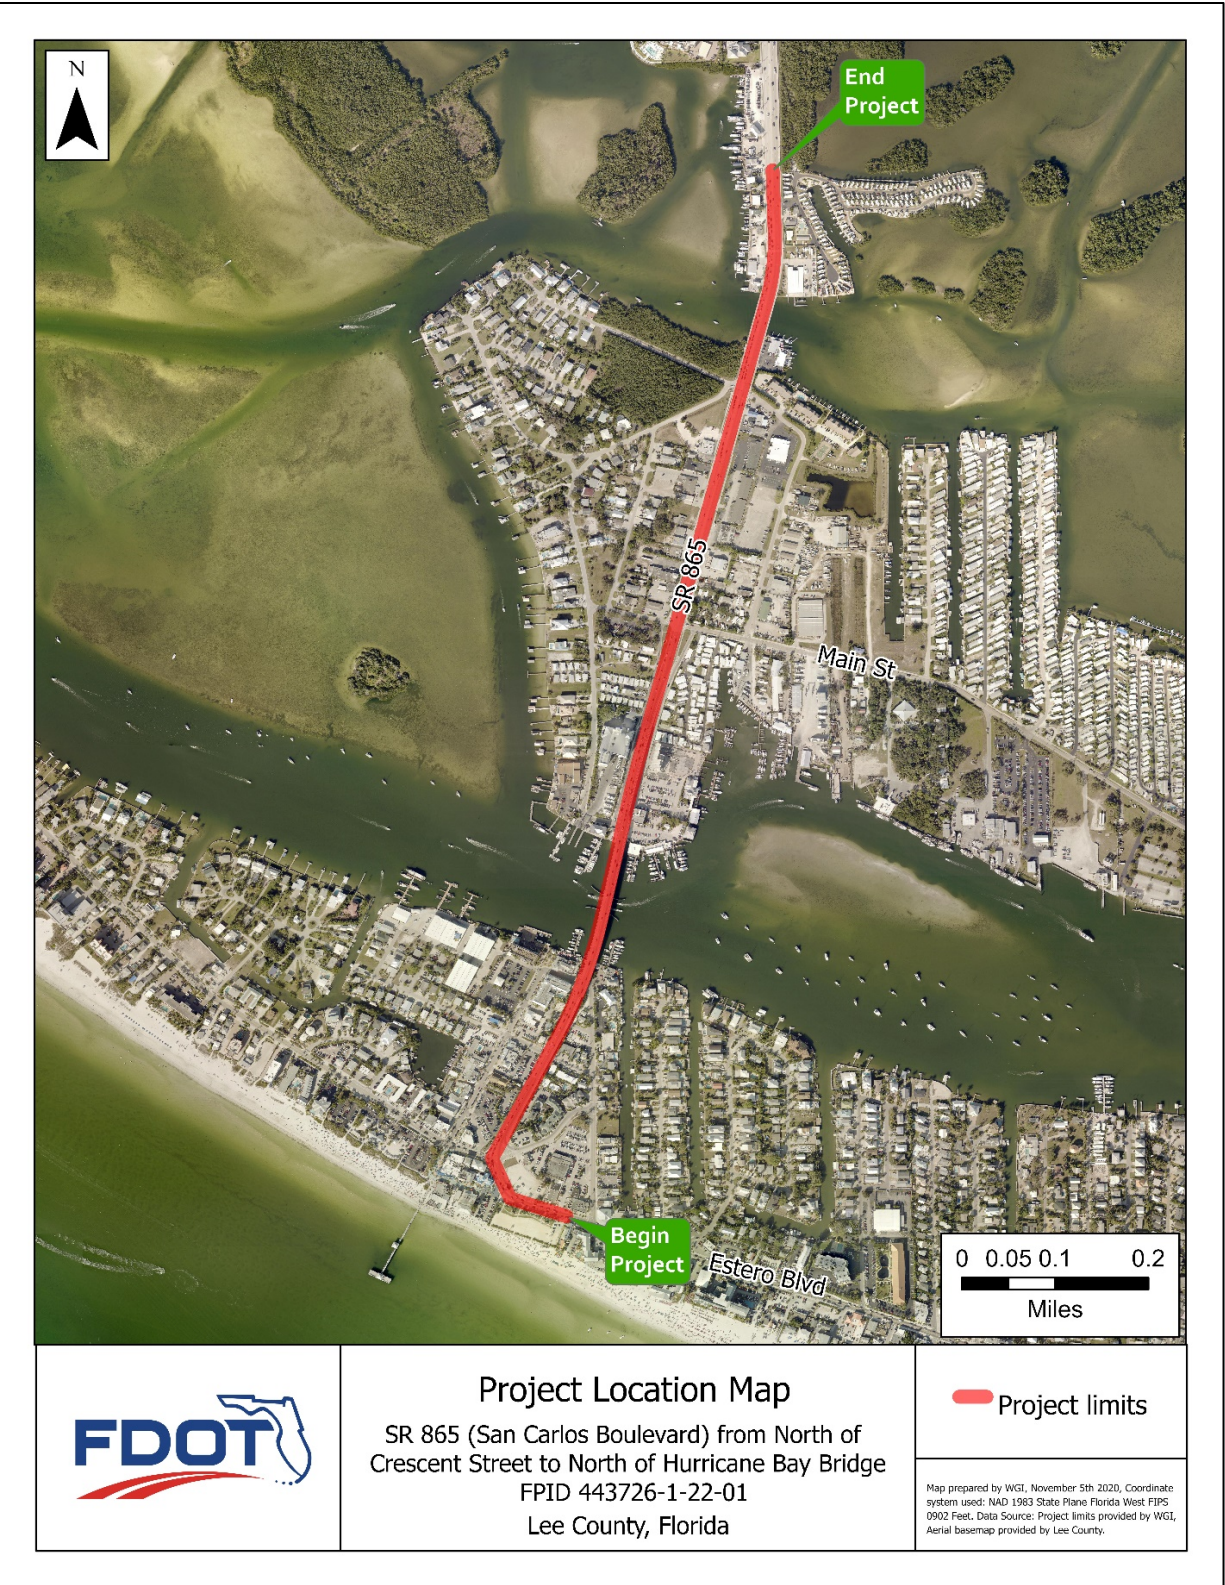 N
End
Project
SR 865
Main St
Begin
Project
Estero Blvd
0 0.05 0.1 0.2
Miles
FDOT
Project Location Map
SR 865 (San Carlos Boulevard) from North of
Crescent Street to North of Hurricane Bay Bridge
FPID 443726-1-22-01
Lee County, Florida
Project limits
Map prepared by WGI, November 5th 2020, Coordinate
system used: NAD 1983 State Plane Florida West FIPS
0902 Feet. Data Source: Project limits provided by WGI,
Aerial basemap provided by Lee County.